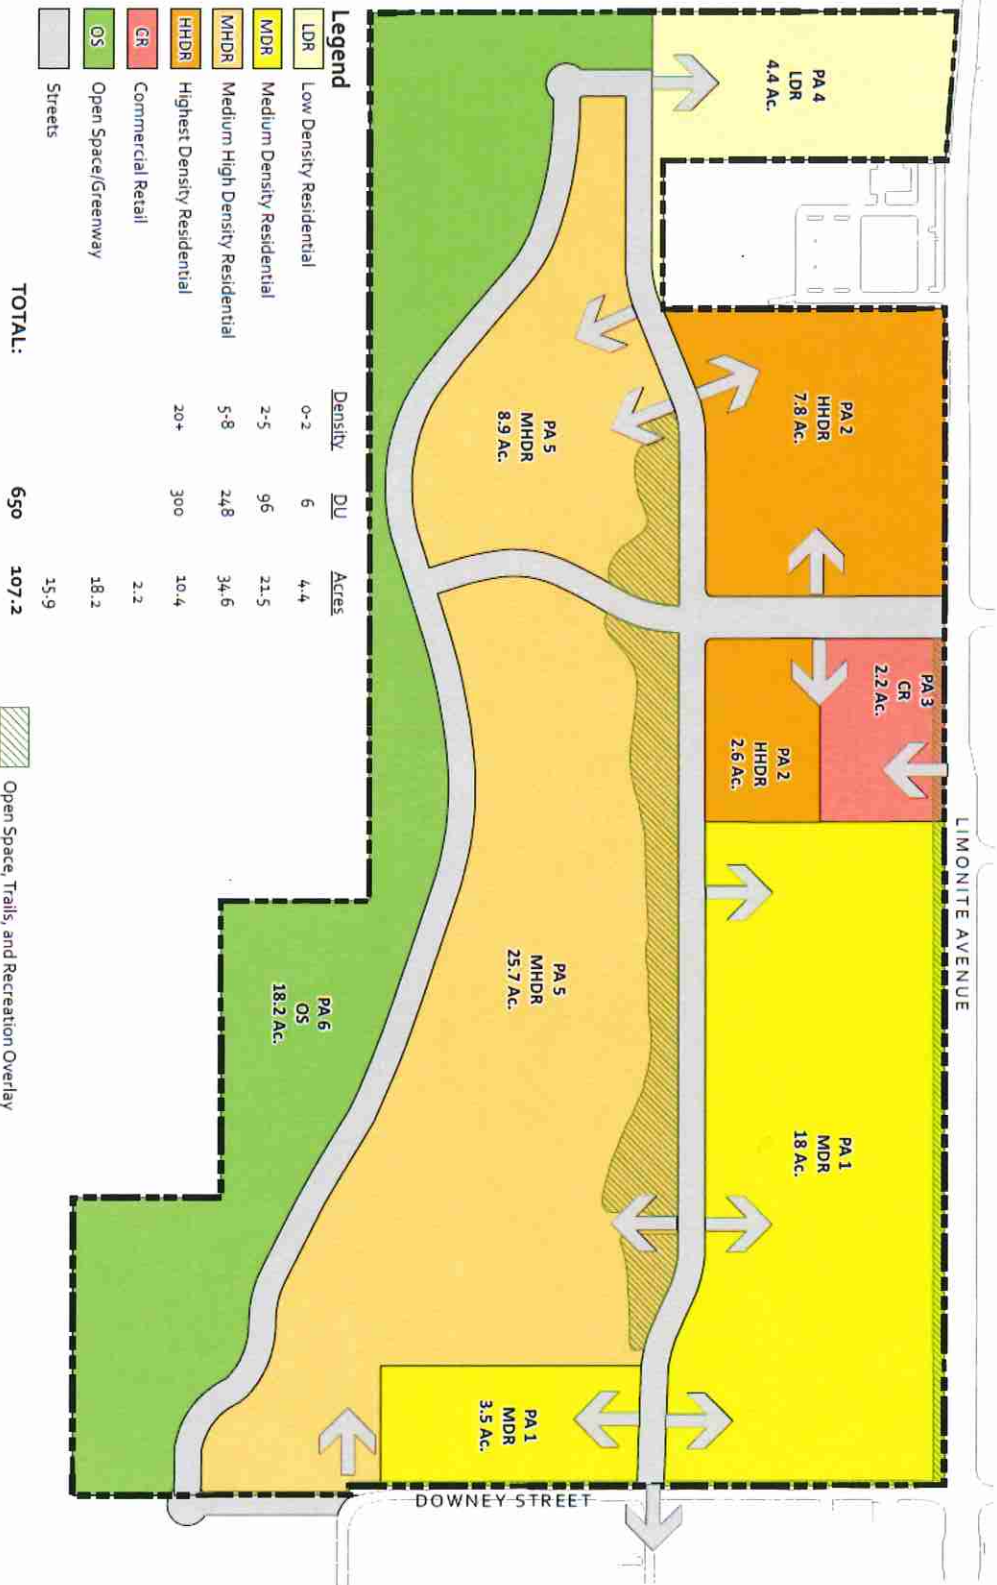 LIMONITE AVENUE
DOWNEY STREET
PA 4
LDR
4.4 Ac.
PA 2
HHDR
7.8 Ac.
PA 3
CR
2.2 Ac.
PA 2
HHDR
2.6 Ac.
PA 1
MDR
18 Ac.
PA 5
MHDR
8.9 Ac.
PA 5
MHDR
25.7 Ac.
PA 1
MDR
3.5 Ac.
PA 6
OS
18.2 Ac.
Legend Density DU Acres
LDR Low Density Residential 0-2 6 4.4
MDR Medium Density Residential 2-5 96 21.5
MHDR Medium High Density Residential 5-8 248 34.6
HHDR Highest Density Residential 20+ 300 10.4
CR Commercial Retail 2.2
OS Open Space/Greenway 18.2
Streets 15.9
TOTAL: 650 107.2
Open Space, Trails, and Recreation Overlay